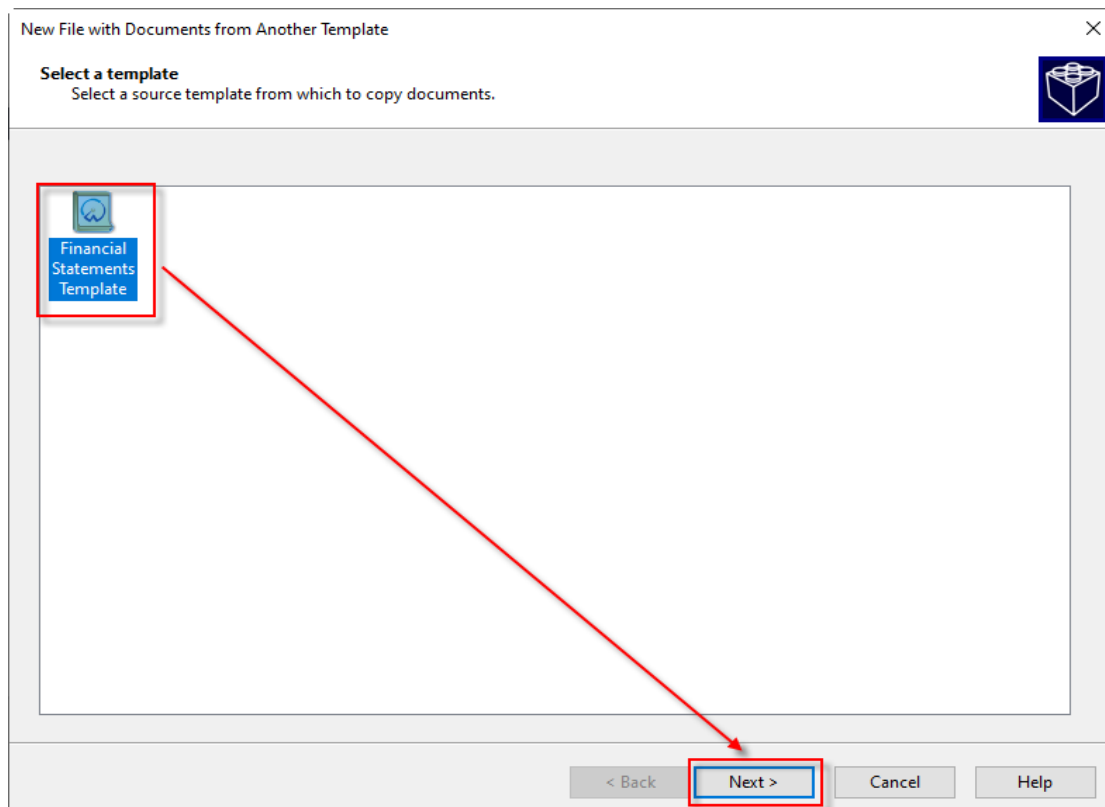 New File with Documents from Another Template
Select a template
Select a source template from which to copy documents.
Financial
Statements
Template
< Back
Next >
Cancel
Help